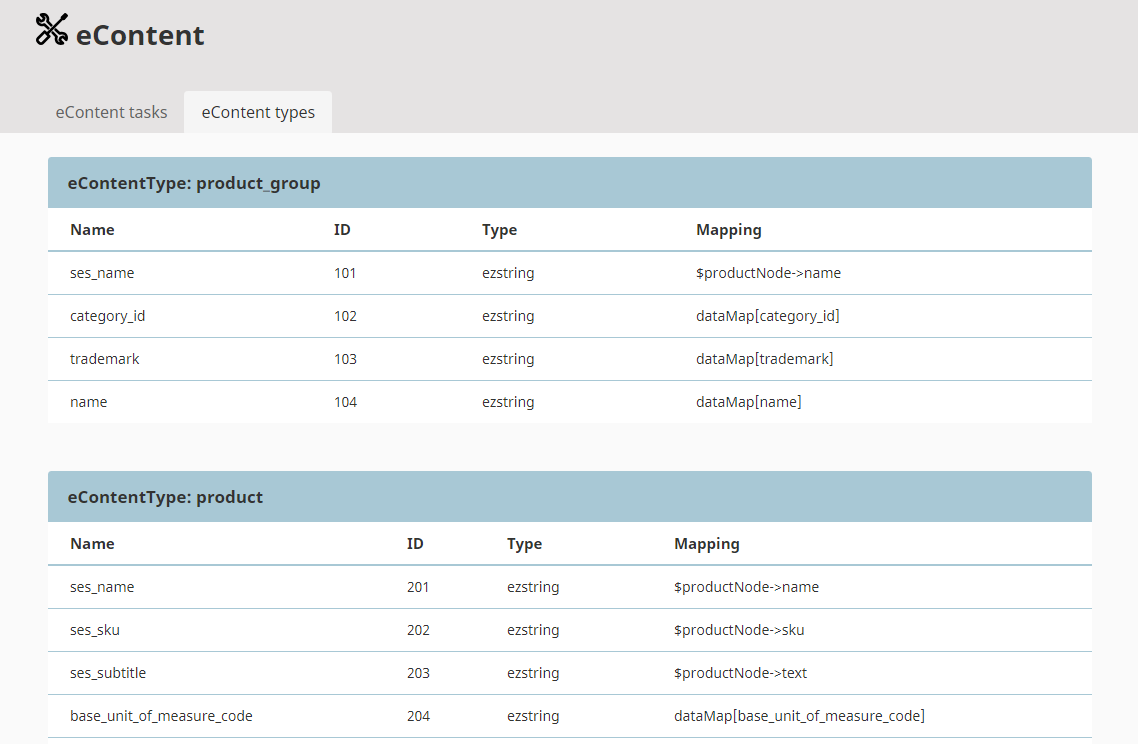 eContent
eContent tasks eContent types
eContentType: product_group
Name ID Type Mapping
ses_name 101 ezstring $productNode->name
category_id 102 ezstring dataMap[category_id]
trademark 103 ezstring dataMap[trademark]
name 104 ezstring dataMap[name]
eContentType: product
Name ID Type Mapping
ses_name 201 ezstring $productNode->name
ses_sku 202 ezstring $productNode->sku
ses_subtitle 203 ezstring $productNode->text
base_unit_of_measure_code 204 ezstring dataMap[base_unit_of_measure_code]